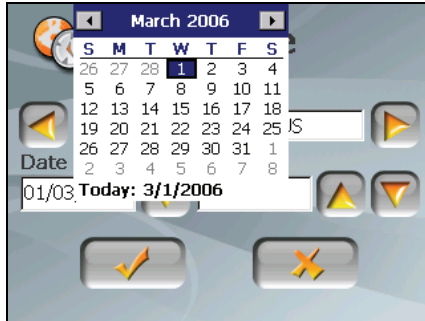 March 2006
S M T W T F S
26 27 28 1 2 3 4
5 6 7 8 9 10 11
12 13 14 15 16 17 18
19 20 21 22 23 24 25
26 27 28 29 30 31 1
2 3 4 5 6 7 8
Today: 3/1/2006
Date
01/03